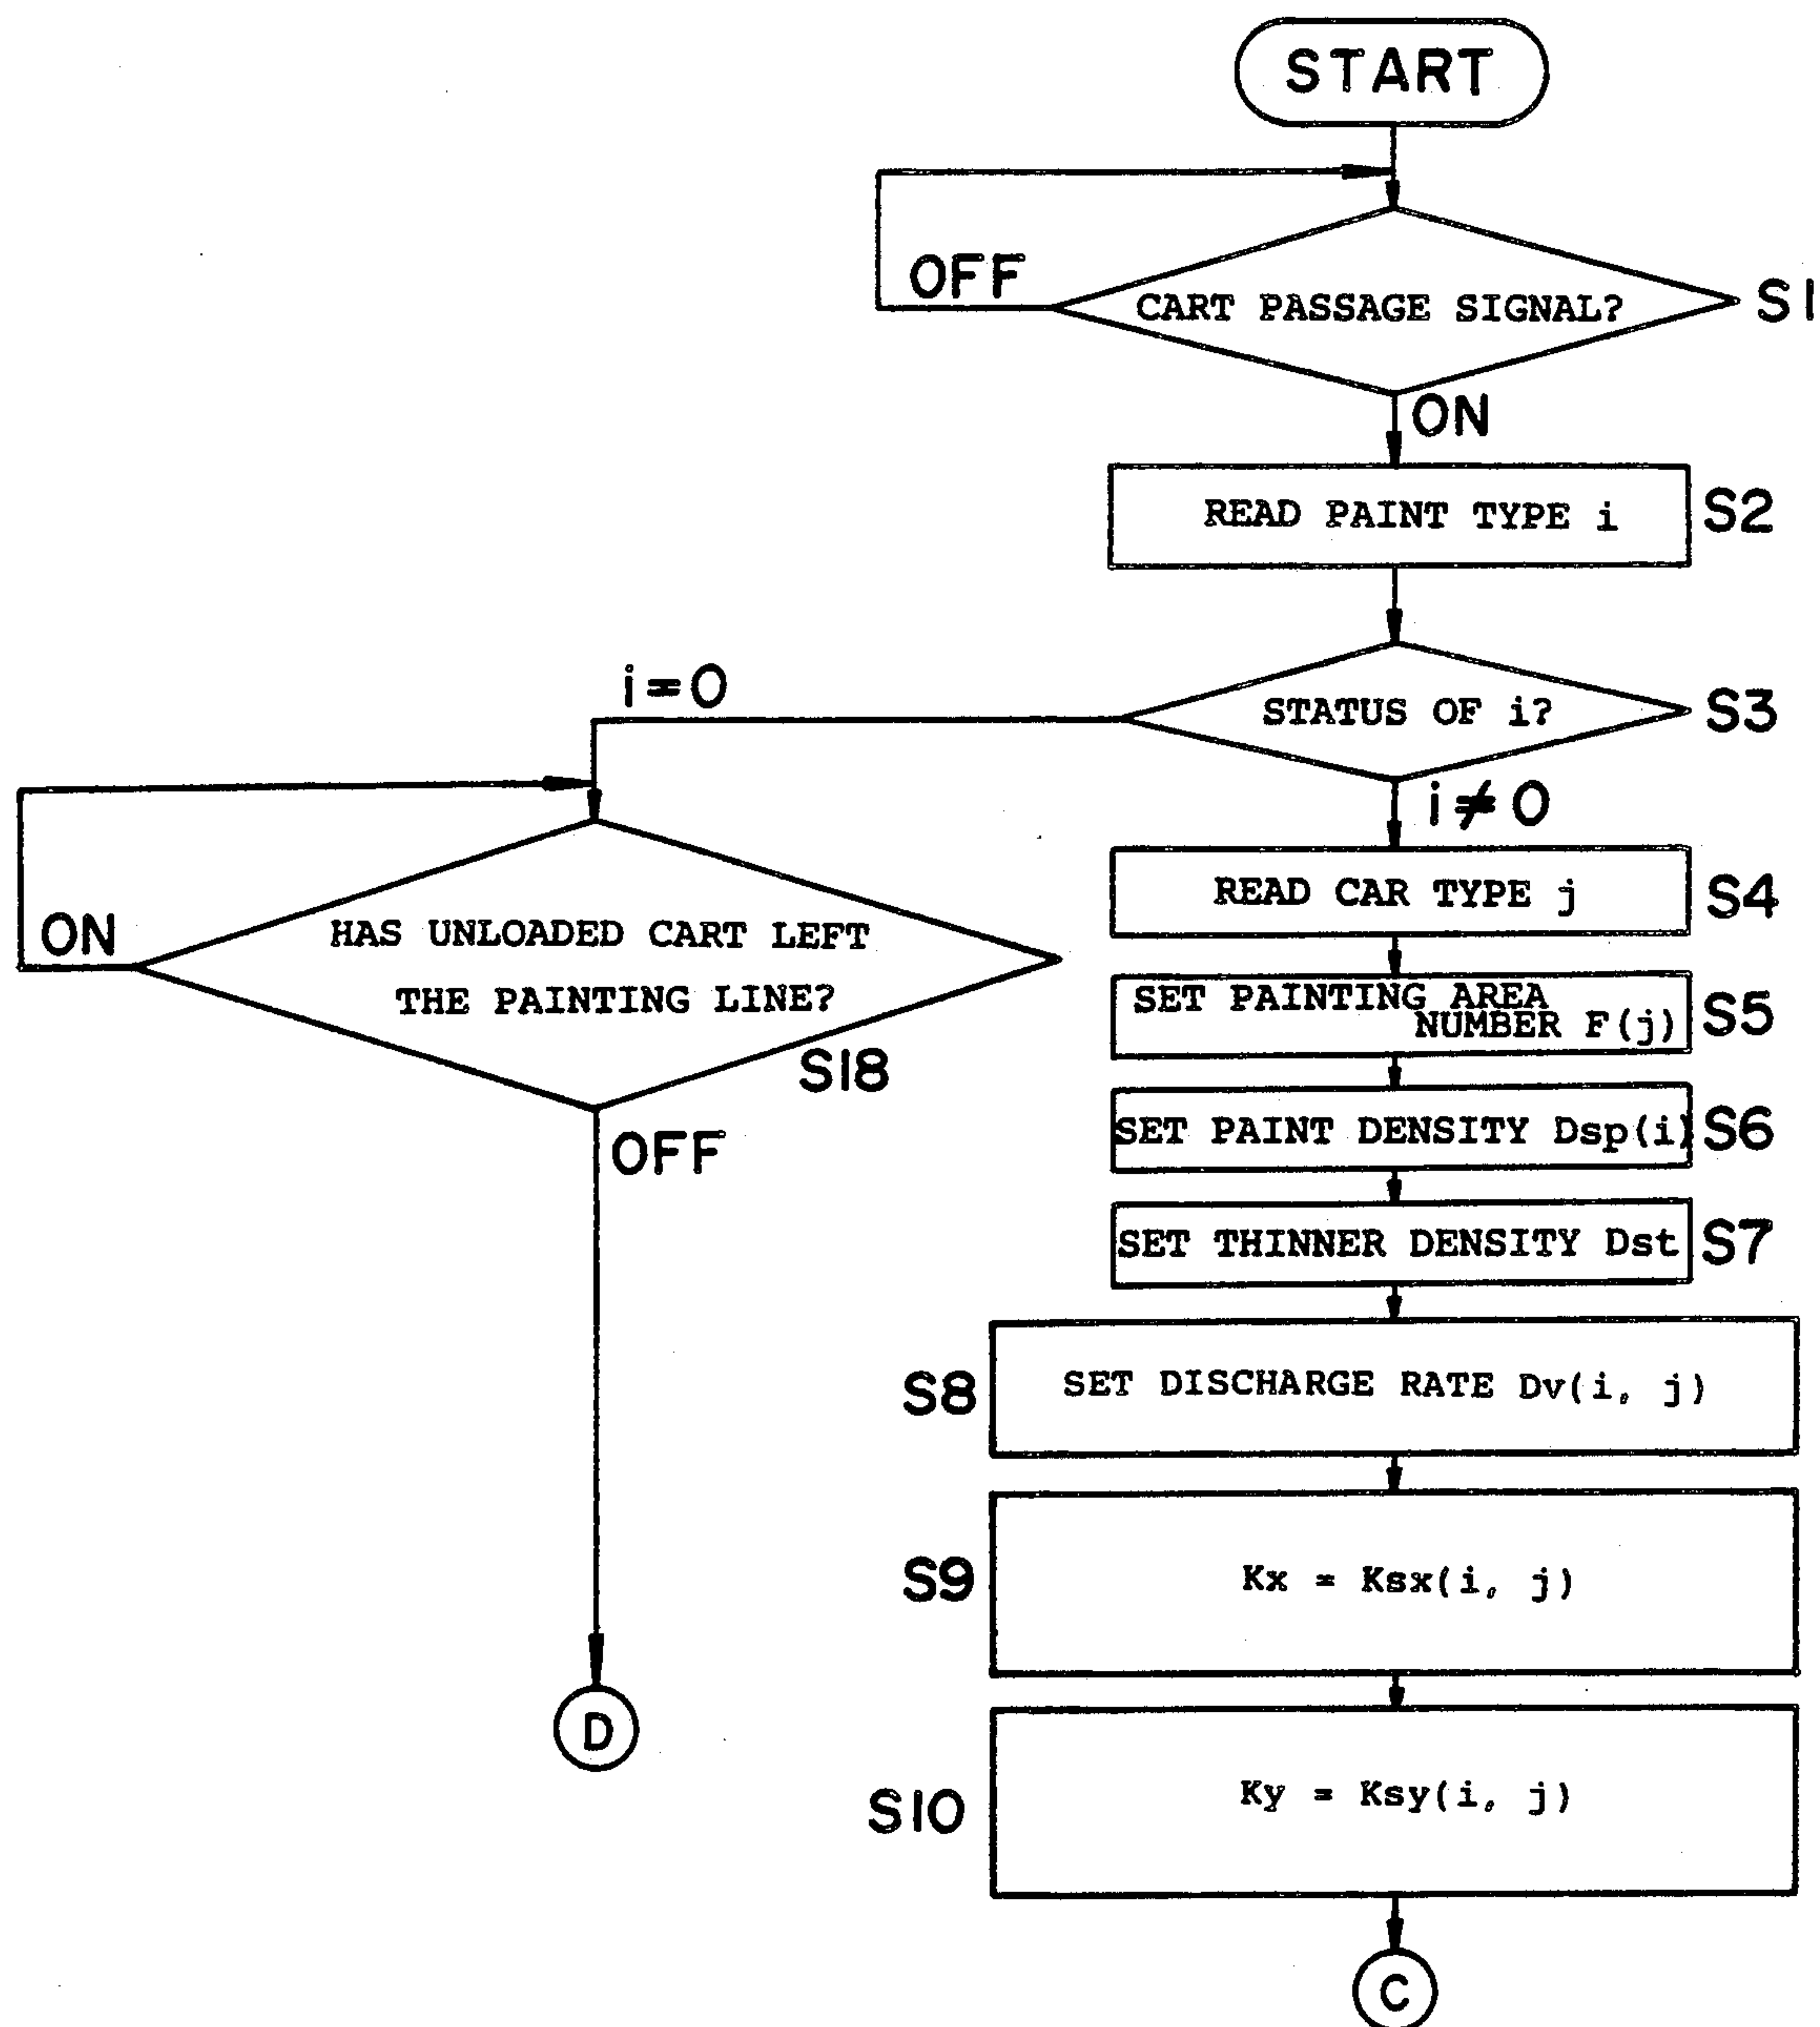 START
OFF
CART PASSAGE SIGNAL?
S1
ON
READ PAINT TYPE i
S2
i=0
STATUS OF i?
S3
i≠0
READ CAR TYPE j
S4
ON
HAS UNLOADED CART LEFT
THE PAINTING LINE?
S18
OFF
SET PAINTING AREA
NUMBER F(j)
S5
SET PAINT DENSITY Dsp(i)
S6
SET THINNER DENSITY Dst
S7
S8
SET DISCHARGE RATE Dv(i, j)
S9
Kx = Ksx(i, j)
D
S10
Ky = Ksy(i, j)
C